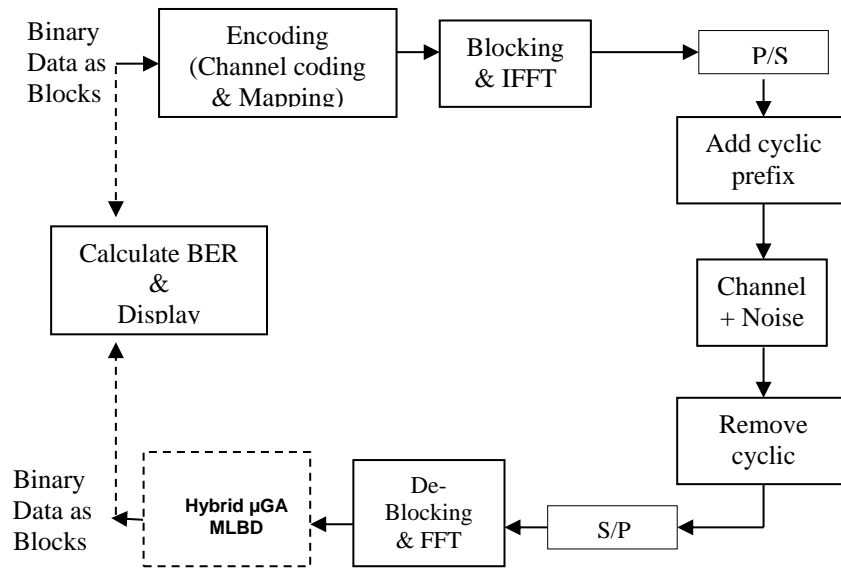 Binary
Data as
Blocks
Encoding
(Channel coding
& Mapping)
Blocking
& IFFT
P/S
Add cyclic
prefix
Calculate BER
&
Display
Channel
+ Noise
Remove
cyclic
Binary
Data as
Blocks
Hybrid µGA
MLBD
De-
Blocking
& FFT
S/P